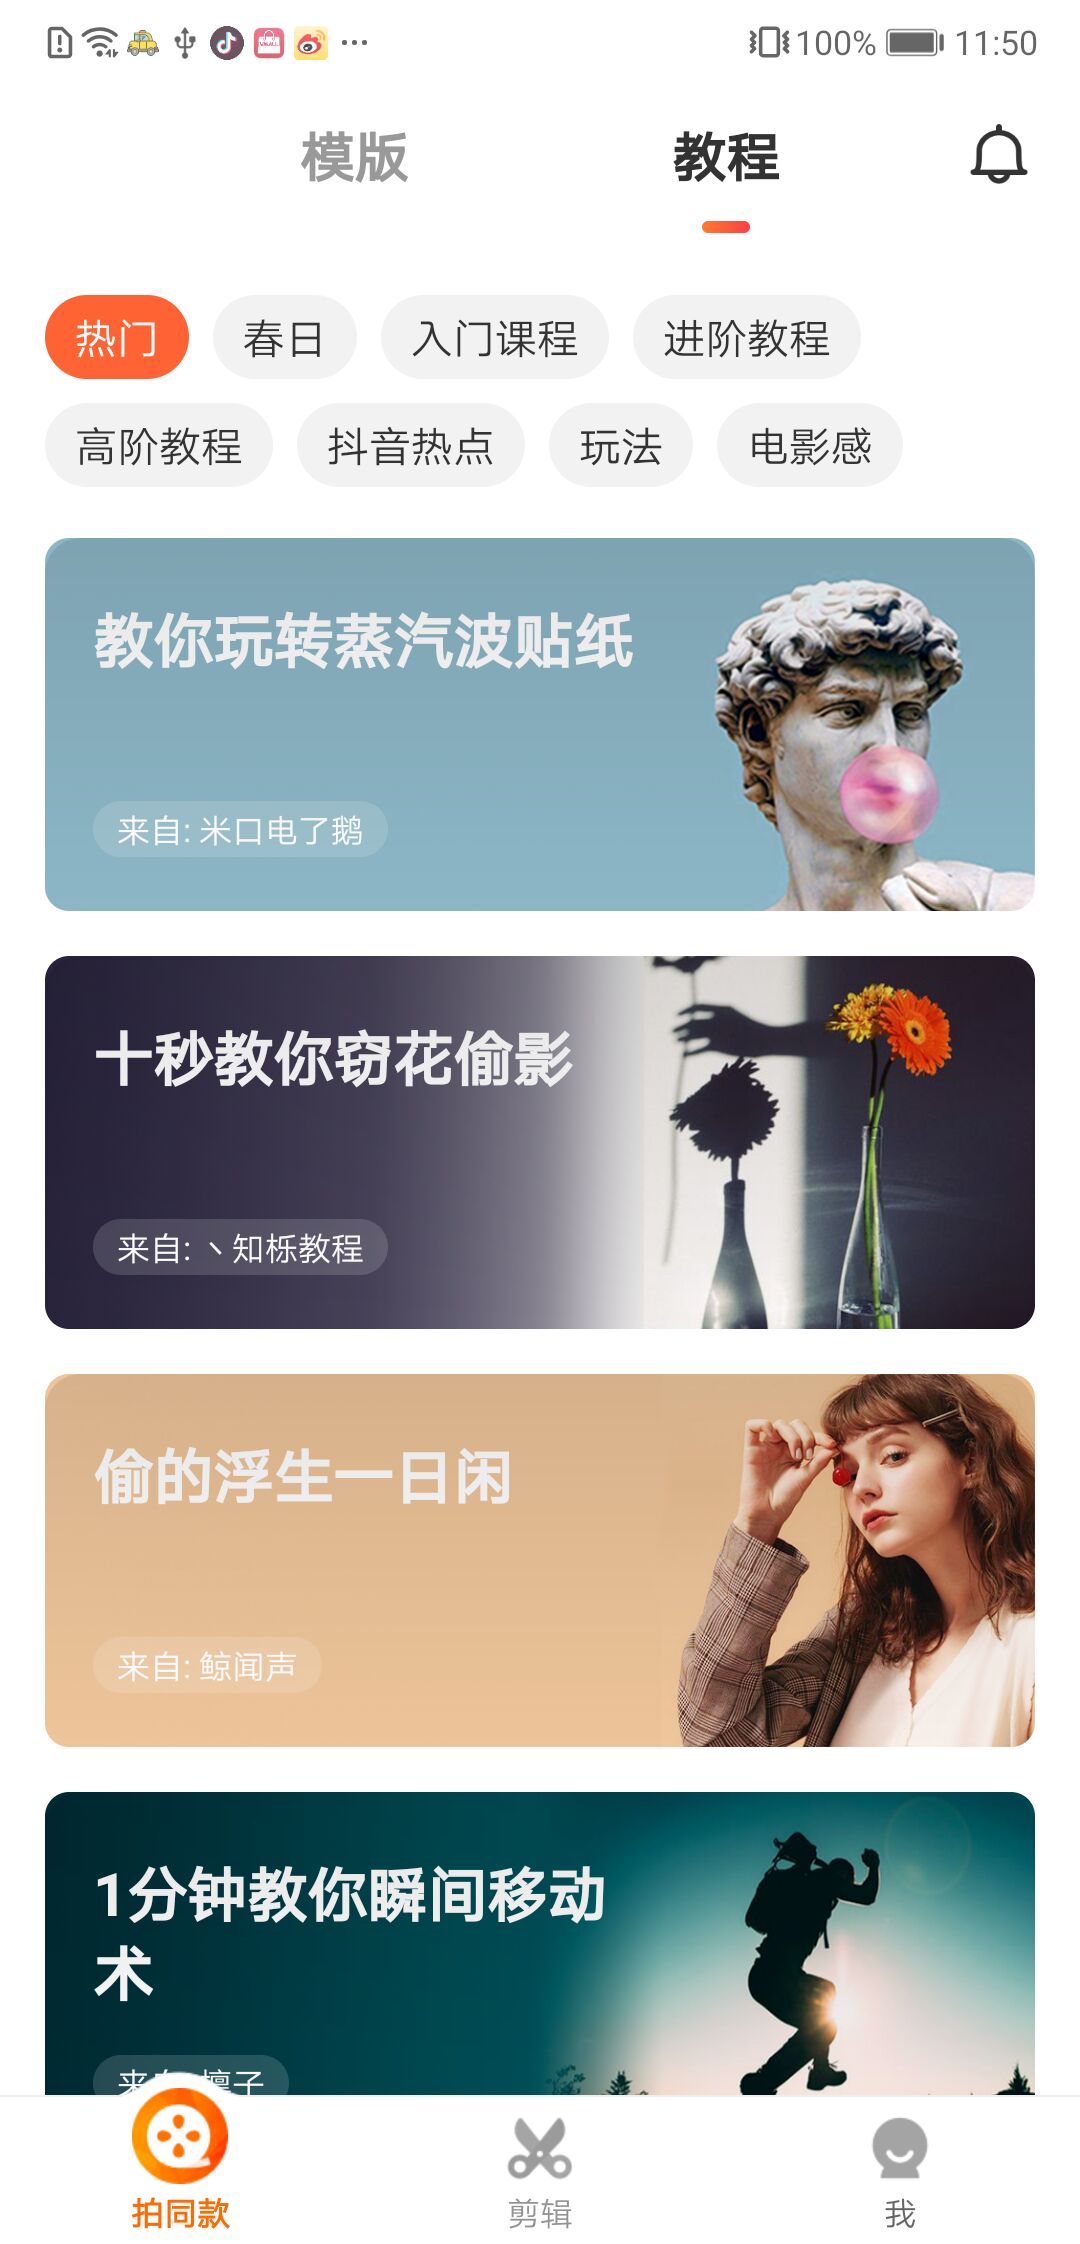 100% 11:50
模版 教程
热门 春日 入门课程 进阶教程
高阶教程 抖音热点 玩法 电影感
教你玩转蒸汽波贴纸
来自: 米口电了鹅
十秒教你窃花偷影
来自: 丶知栎教程
偷的浮生一日闲
来自: 鲸闻声
1分钟教你瞬间移动
术
拍同款 剪辑 我